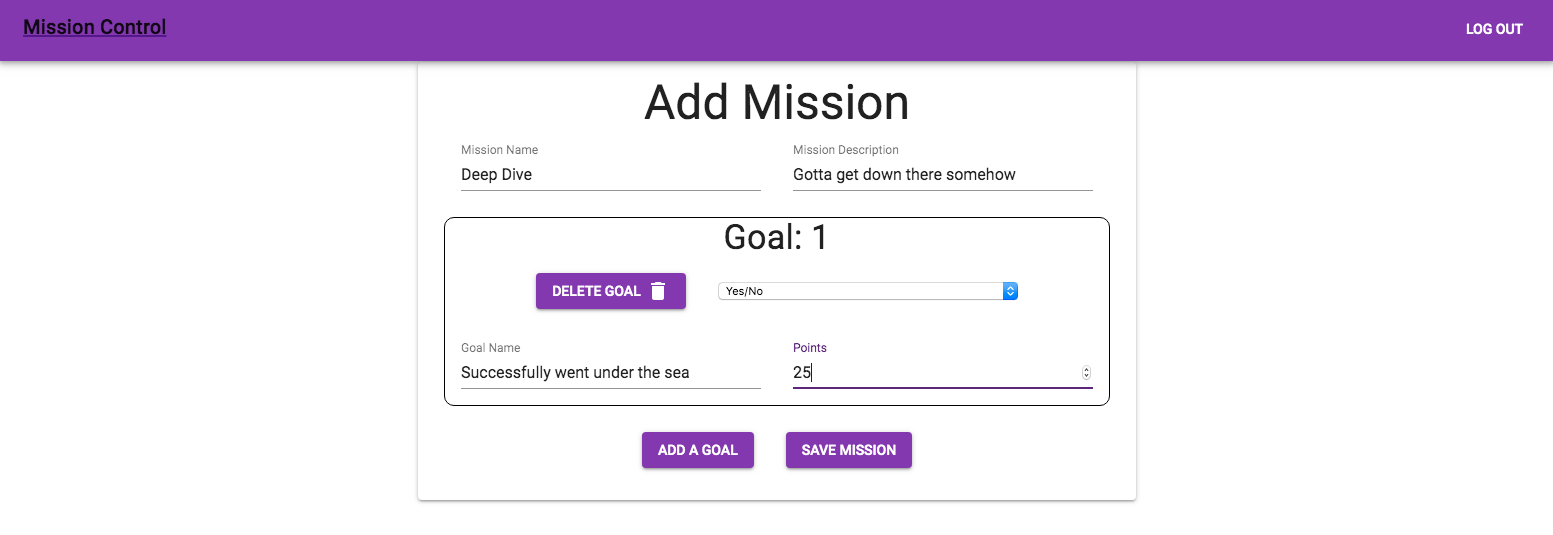 Mission Control
LOG OUT
Add Mission
Mission Name
Mission Description
Deep Dive
Gotta get down there somehow
Goal: 1
DELETE GOAL
Yes/No
Goal Name
Points
Successfully went under the sea
25
ADD A GOAL
SAVE MISSION